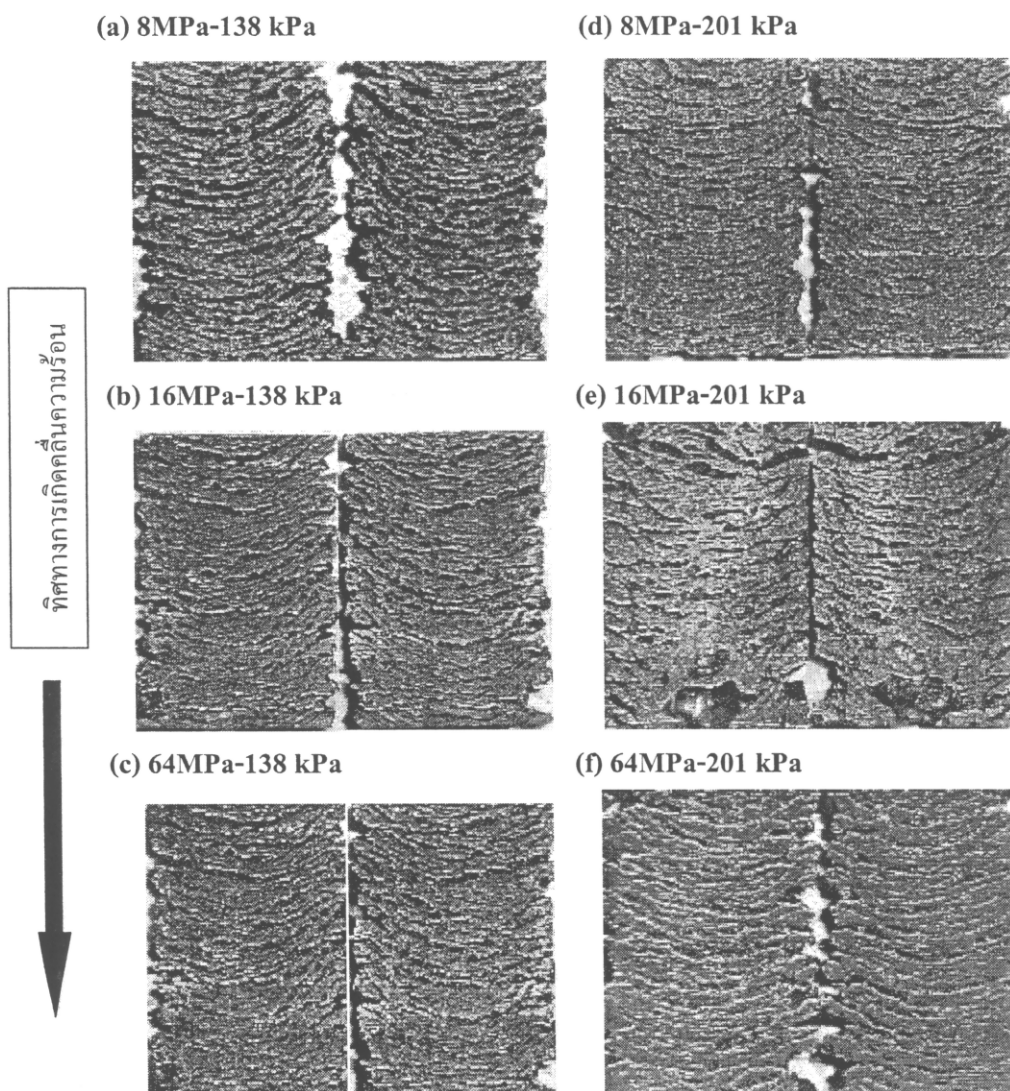 (a) 8MPa-138 kPa
(d) 8MPa-201 kPa
ทิศทางการเกิดคลื่นความร้อน
(b) 16MPa-138 kPa
(e) 16MPa-201 kPa
(c) 64MPa-138 kPa
(f) 64MPa-201 kPa